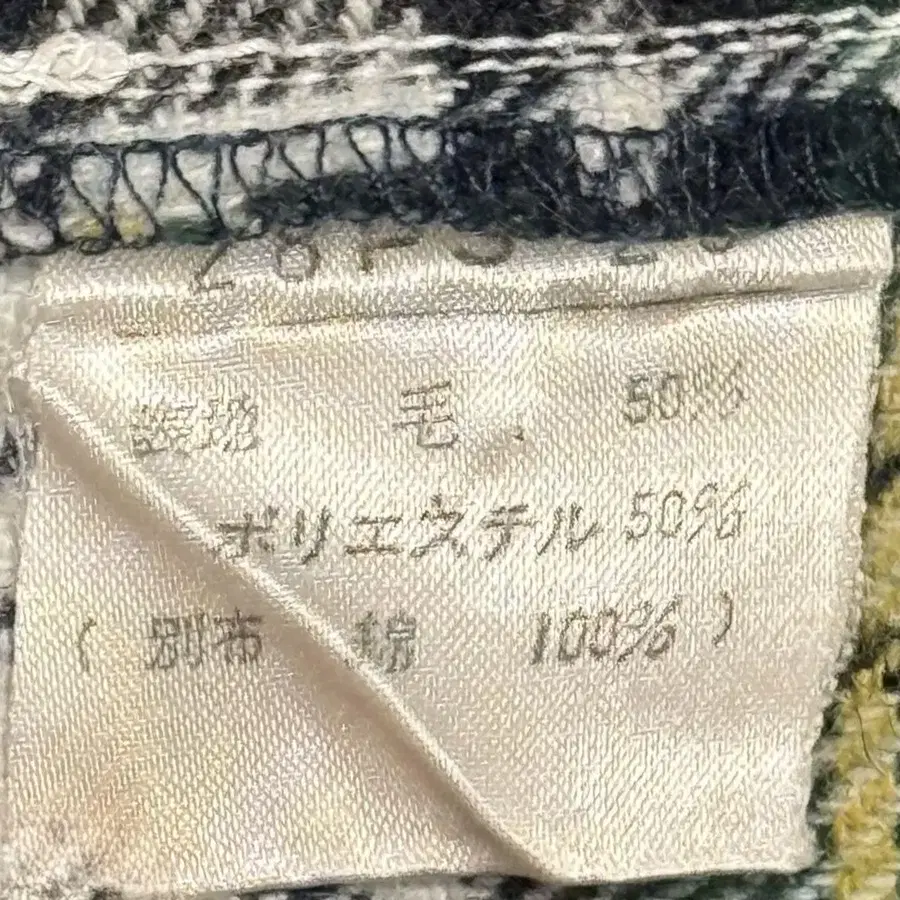 表地 毛 50%
ポリエステル 50%
( 別布 綿 100% )